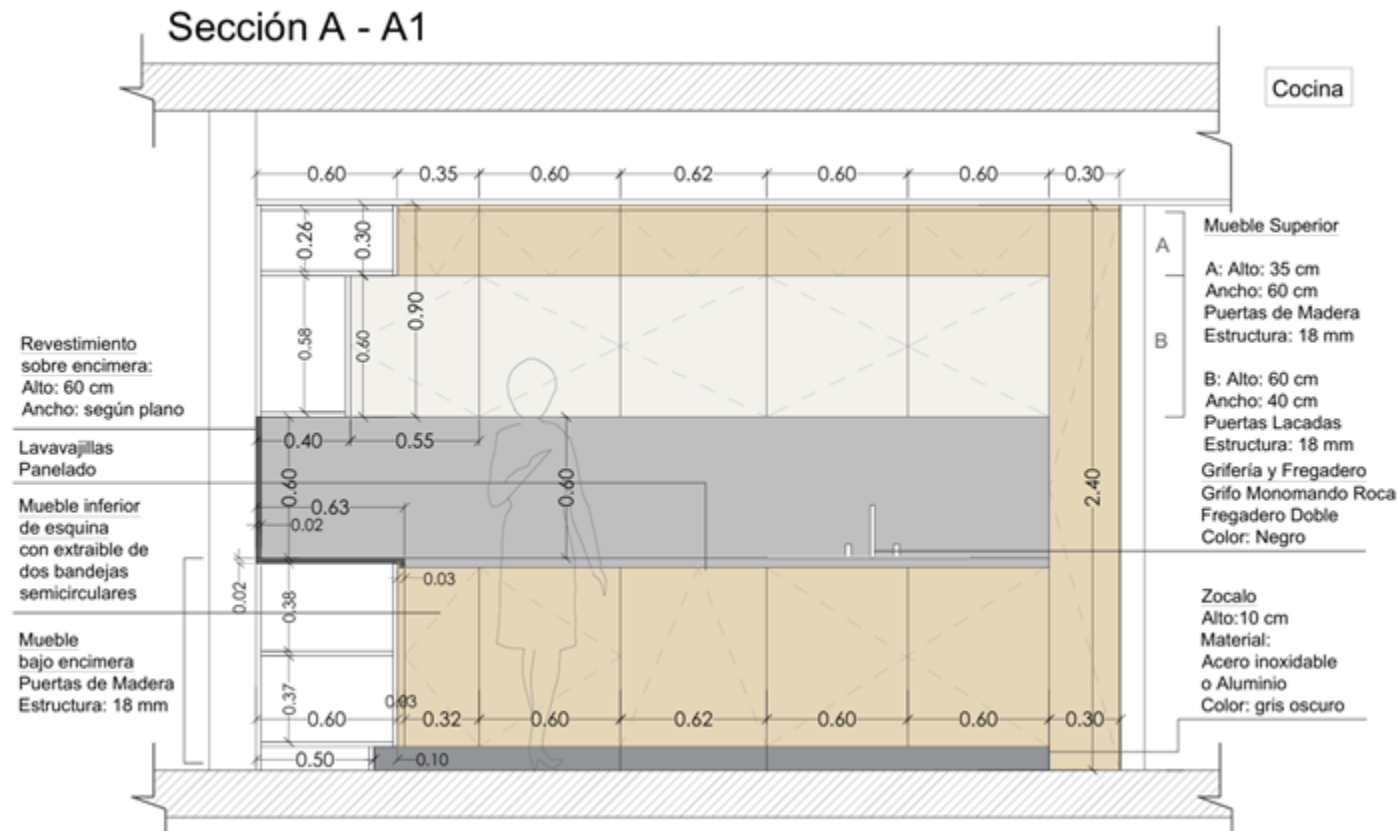 Sección A - A1
Cocina
0.60 0.35 0.60 0.62 0.60 0.60 0.30
0.26
0.30
0.90
0.58
0.60
Revestimiento
sobre encimera:
Alto: 60 cm
Ancho: según plano
Lavavajillas
Panelado
Mueble inferior
de esquina
con extraible de
dos bandejas
semicirculares
Mueble
bajo encimera
Puertas de Madera
Estructura: 18 mm
0.40 0.55
0.60
0.63
0.02
0.60
2.40
0.02
0.03
0.38
0.37
0.03
0.60 0.32 0.60 0.62 0.60 0.60 0.30
0.50 0.10
A
B
Mueble Superior
A: Alto: 35 cm
Ancho: 60 cm
Puertas de Madera
Estructura: 18 mm
B: Alto: 60 cm
Ancho: 40 cm
Puertas Lacadas
Estructura: 18 mm
Grifería y Fregadero
Grifo Monomando Roca
Fregadero Doble
Color: Negro
Zocalo
Alto:10 cm
Material:
Acero inoxidable
o Aluminio
Color: gris oscuro